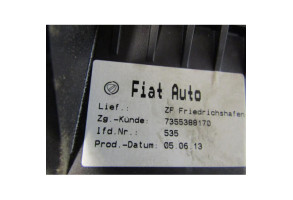 Fiat Auto
Lief.: ZF Friedrichshafen
Zg.-Kunde: 7355388170
lfd.Nr.: 535
Prod.-Datum: 05.06.13